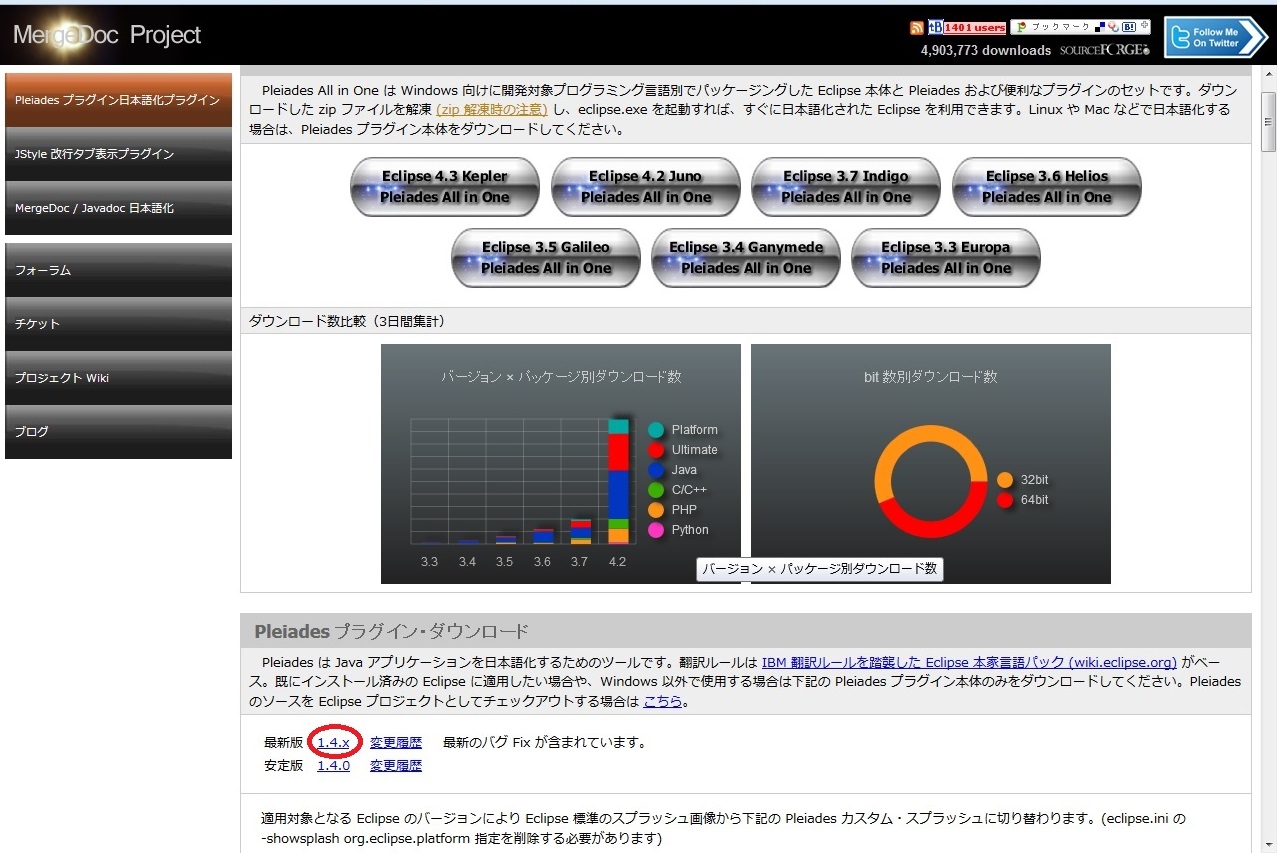 MergeDoc Project
1401 users
ブックマーク
4,903,773 downloads SOURCEFORGE
Follow Me
On Twitter
Pleiades プラグイン日本語化プラグイン
JStyle 改行タブ表示プラグイン
MergeDoc / Javadoc 日本語化
フォーラム
チケット
プロジェクト Wiki
ブログ
Pleiades All in One は Windows 向けに開発対象プログラミング言語別でパッケージングした Eclipse 本体と Pleiades および便利なプラグインのセットです。ダウン
ロードした zip ファイルを解凍 (zip 解凍時の注意) し、eclipse.exe を起動すれば、すぐに日本語化された Eclipse を利用できます。Linux や Mac などで日本語化する
場合は、Pleiades プラグイン本体をダウンロードしてください。
Eclipse 4.3 Kepler
Pleiades All in One
Eclipse 4.2 Juno
Pleiades All in One
Eclipse 3.7 Indigo
Pleiades All in One
Eclipse 3.6 Helios
Pleiades All in One
Eclipse 3.5 Galileo
Pleiades All in One
Eclipse 3.4 Ganymede
Pleiades All in One
Eclipse 3.3 Europa
Pleiades All in One
ダウンロード数比較（3日間集計）
バージョン × パッケージ別ダウンロード数
Platform
Ultimate
Java
C/C++
PHP
Python
3.3 3.4 3.5 3.6 3.7 4.2
bit 数別ダウンロード数
32bit
64bit
バージョン × パッケージ別ダウンロード数
Pleiades プラグイン・ダウンロード
Pleiades は Java アプリケーションを日本語化するためのツールです。翻訳ルールは IBM 翻訳ルールを踏襲した Eclipse 本家言語パック (wiki.eclipse.org) がベー
ス。既にインストール済みの Eclipse に適用したい場合や、Windows 以外で使用する場合は下記の Pleiades プラグイン本体のみをダウンロードしてください。Pleiades
のソースを Eclipse プロジェクトとしてチェックアウトする場合は こちら。
最新版 1.4.x 変更履歴 最新のバグ Fix が含まれています。
安定版 1.4.0 変更履歴
適用対象となる Eclipse のバージョンにより Eclipse 標準のスプラッシュ画像から下記の Pleiades カスタム・スプラッシュに切り替わります。(eclipse.ini の
-showsplash org.eclipse.platform 指定を削除する必要があります)